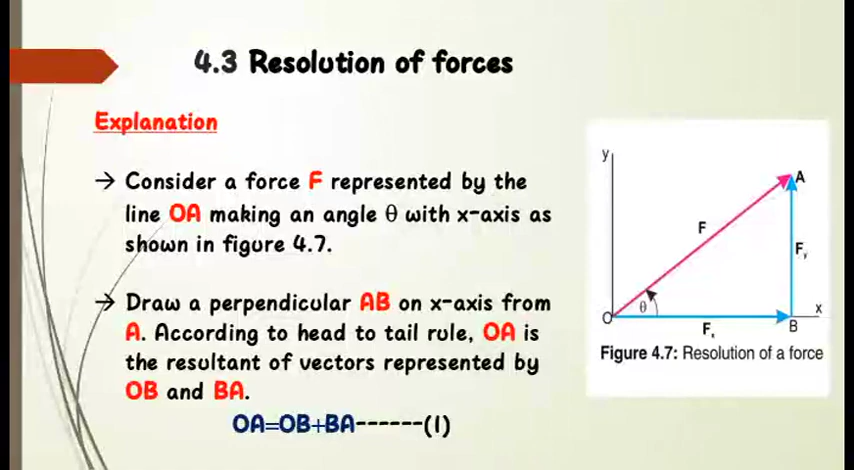 4.3 Resolution of forces
Explanation
→ Consider a force F represented by the
line OA making an angle θ with x-axis as
shown in figure 4.7.
→ Draw a perpendicular AB on x-axis from
A. According to head to tail rule, OA is
the resultant of vectors represented by
OB and BA.
OA=OB+BA------(1)
y
A
F
Fy
θ
O
Fx
B
x
Figure 4.7: Resolution of a force